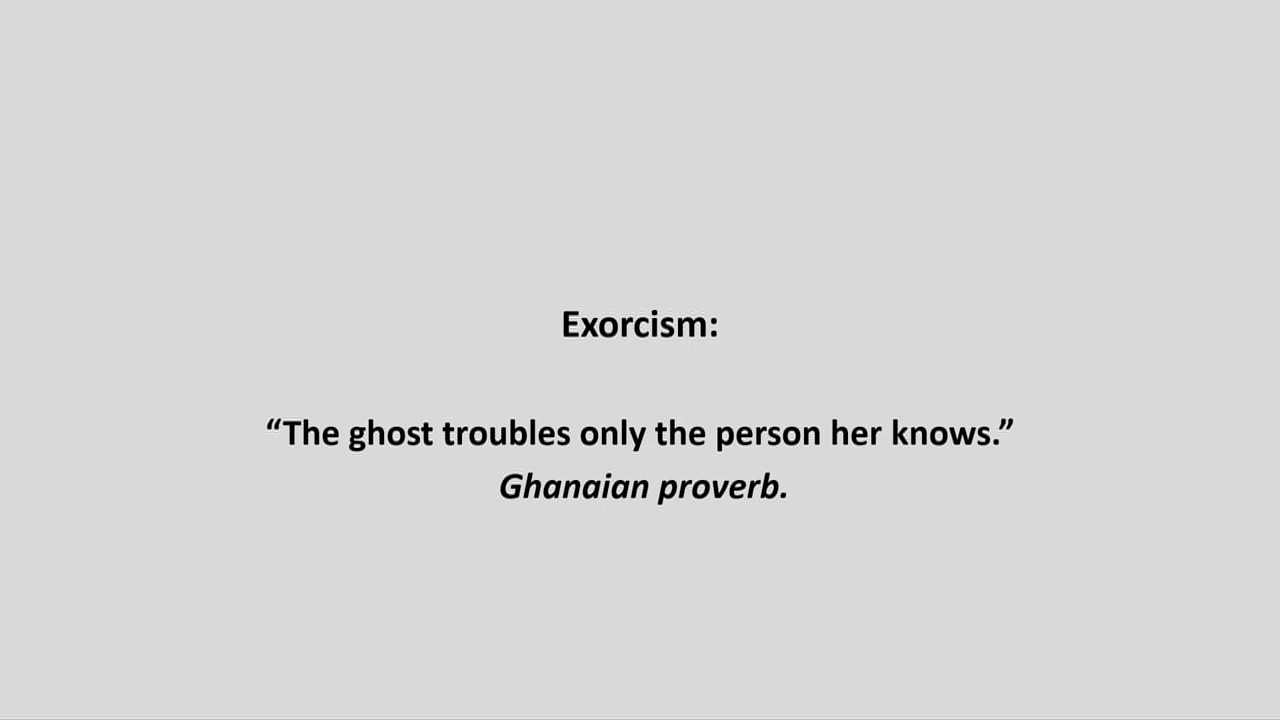 Exorcism:
“The ghost troubles only the person her knows.”
Ghanaian proverb.